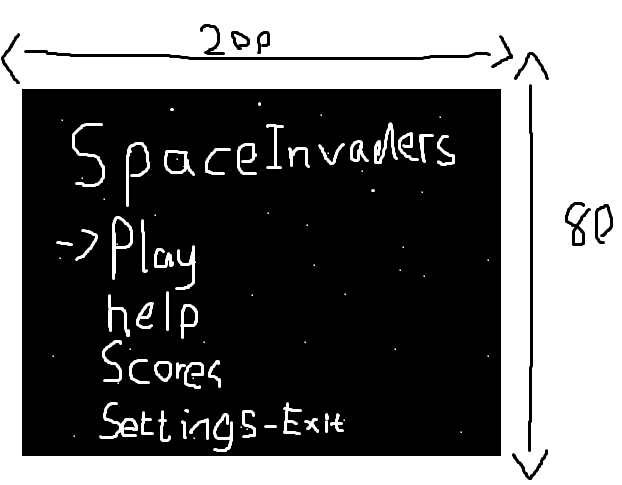 200
SpaceInvaders
80
->Play
help
Scores
Settings-Exit